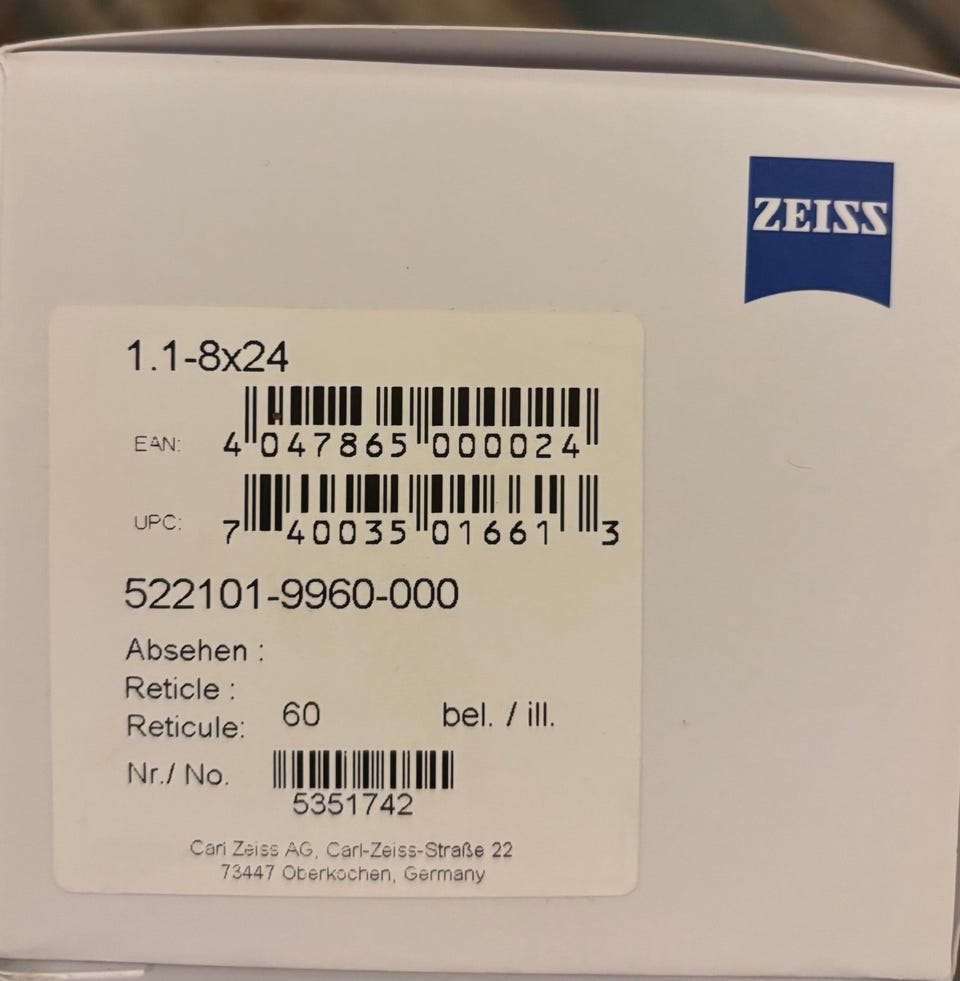 ZEISS
1.1-8x24
EAN: 4 047865 000024
UPC: 7 40035 01661 3
522101-9960-000
Absehen :
Reticle :
Reticule: 60 bel. / ill.
Nr./ No.
5351742
Carl Zeiss AG, Carl-Zeiss-Straße 22
73447 Oberkochen, Germany